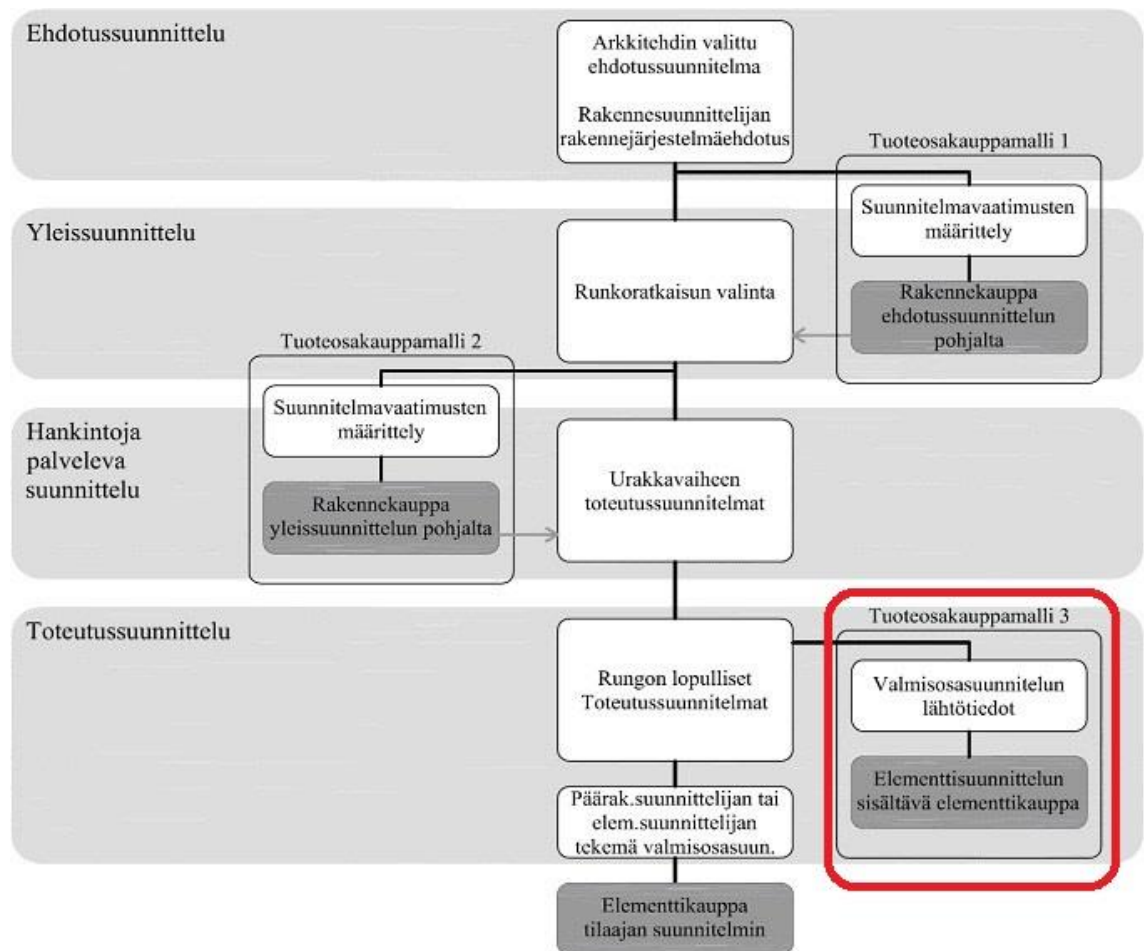 Ehdotussuunnittelu
Arkkitehdin valittu
ehdotussuunnitelma
Rakennesuunnittelijan
rakennejärjestelmäehdotus
Tuoteosakauppamalli 1
Suunnitelmavaatimusten
määrittely
Rakennekauppa
ehdotussuunnittelun
pohjalta
Yleissuunnittelu
Runkoratkaisun valinta
Tuoteosakauppamalli 2
Suunnitelmavaatimusten
määrittely
Rakennekauppa
yleissuunnittelun pohjalta
Hankintoja
palveleva
suunnittelu
Urakkavaiheen
toteutussuunnitelmat
Toteutussuunnittelu
Rungon lopulliset
Toteutussuunnitelmat
Tuoteosakauppamalli 3
Valmisosasuunnitelun
lähtötiedot
Elementtisuunnittelun
sisältävä elementtikauppa
Päärak.suunnittelijan tai
elem.suunnittelijan
tekemä valmisosasuun.
Elementtikauppa
tilaajan suunnitelmin